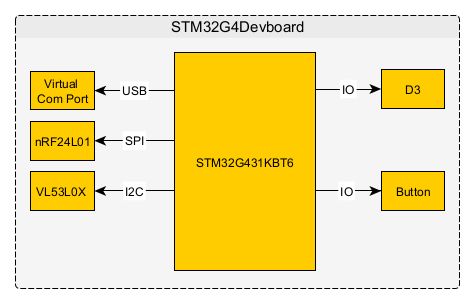 STM32G4Devboard
Virtual
Com Port
USB
IO
D3
nRF24L01
SPI
STM32G431KBT6
VL53L0X
I2C
IO
Button